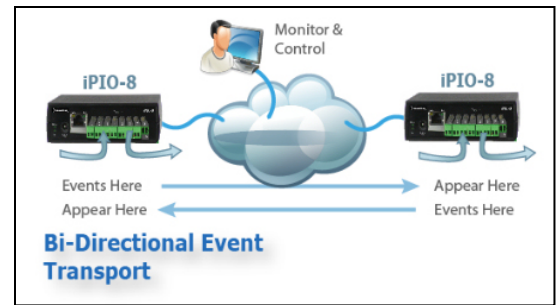 Monitor &
Control
iPIO-8
iPIO-8
Events Here
Appear Here
Appear Here
Events Here
Bi-Directional Event
Transport